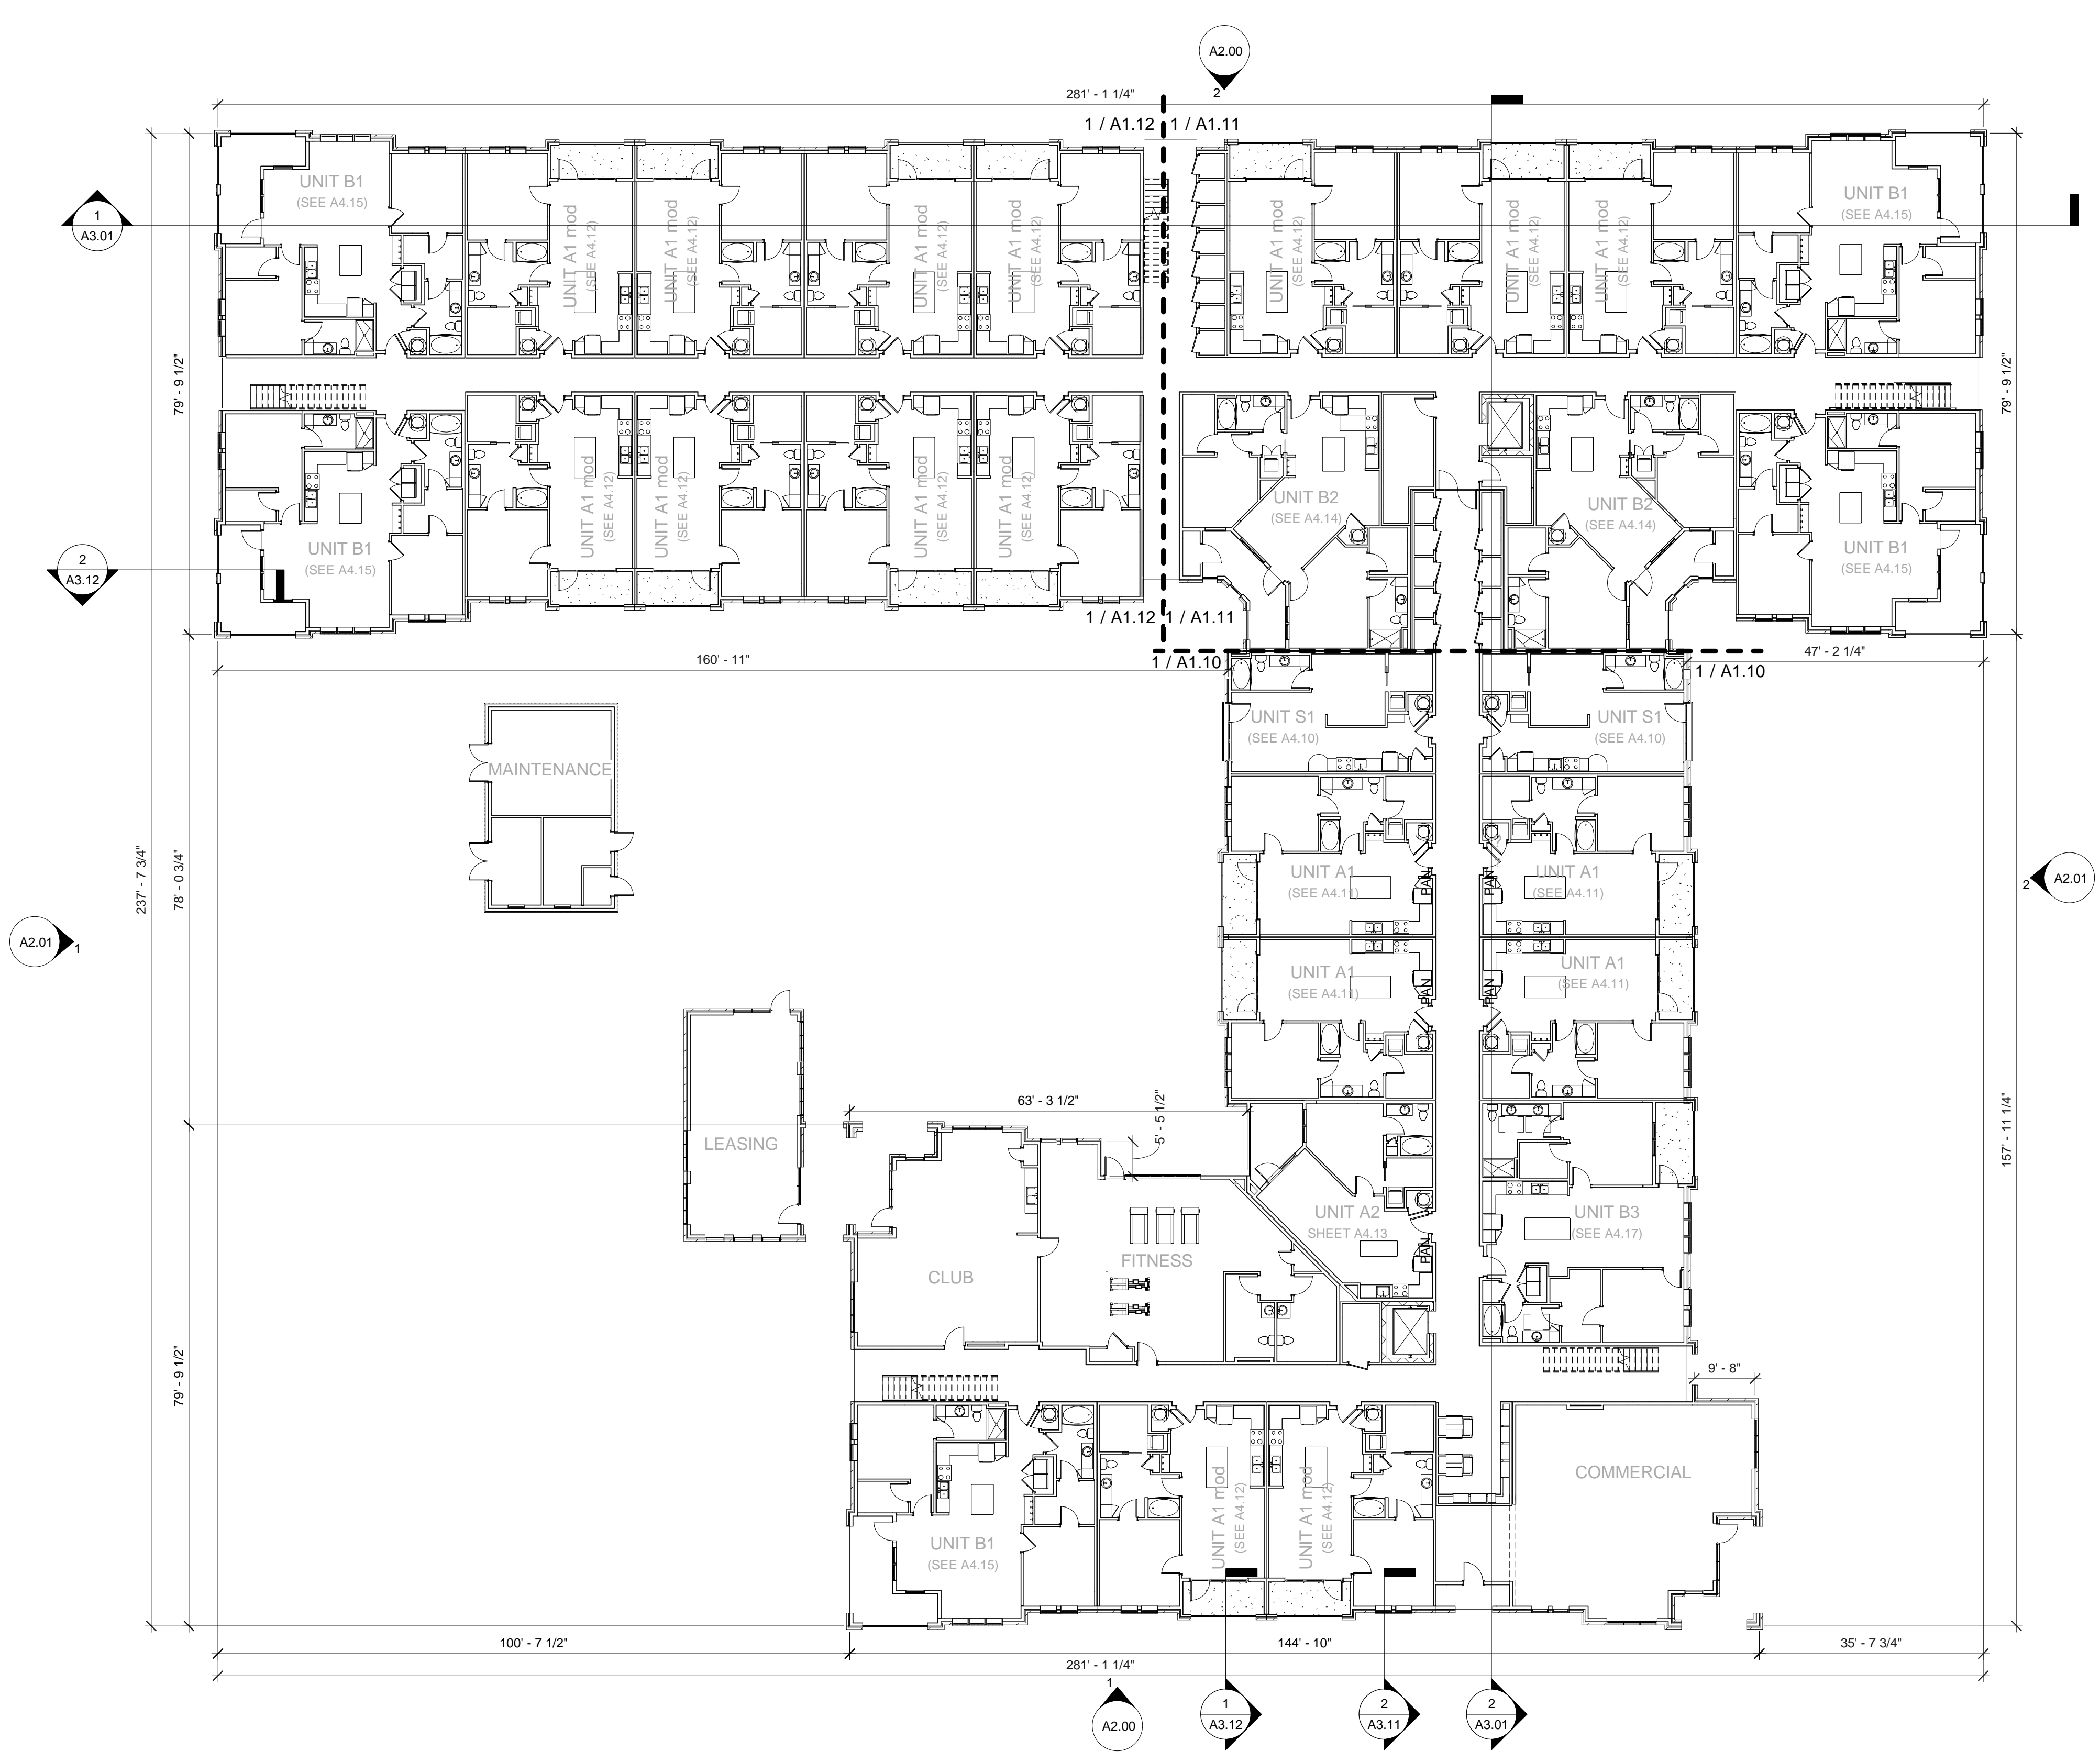 A2.00
2
281' - 1 1/4"
1 / A1.12
1 / A1.11
UNIT B1
(SEE A4.15)
UNIT A1 mod
(SEE A4.12)
UNIT A1 mod
(SEE A4.12)
UNIT A1 mod
(SEE A4.12)
UNIT A1 mod
(SEE A4.12)
UNIT A1 mod
(SEE A4.12)
UNIT A1 mod
(SEE A4.12)
UNIT A1 mod
(SEE A4.12)
UNIT B1
(SEE A4.15)
1
A3.01
79' - 9 1/2"
79' - 9 1/2"
UNIT B1
(SEE A4.15)
UNIT A1 mod
(SEE A4.12)
UNIT A1 mod
(SEE A4.12)
UNIT A1 mod
(SEE A4.12)
UNIT A1 mod
(SEE A4.12)
UNIT B2
(SEE A4.14)
UNIT B2
(SEE A4.14)
UNIT B1
(SEE A4.15)
2
A3.12
1 / A1.12
1 / A1.11
160' - 11"
1 / A1.10
47' - 2 1/4"
1 / A1.10
UNIT S1
(SEE A4.10)
UNIT S1
(SEE A4.10)
MAINTENANCE
237' - 7 3/4"
78' - 0 3/4"
UNIT A1
(SEE A4.11)
PAN
PAN
UNIT A1
(SEE A4.11)
2
A2.01
A2.01
1
UNIT A1
(SEE A4.11)
PAN
PAN
UNIT A1
(SEE A4.11)
63' - 3 1/2"
5' - 5 1/2"
157' - 11 1/4"
LEASING
UNIT A2
SHEET A4.13
PAN
UNIT B3
(SEE A4.17)
FITNESS
CLUB
79' - 9 1/2"
9' - 8"
COMMERCIAL
UNIT B1
(SEE A4.15)
UNIT A1 mod
(SEE A4.12)
UNIT A1 mod
(SEE A4.12)
100' - 7 1/2"
144' - 10"
35' - 7 3/4"
281' - 1 1/4"
1
A2.00
1
A3.12
2
A3.11
2
A3.01